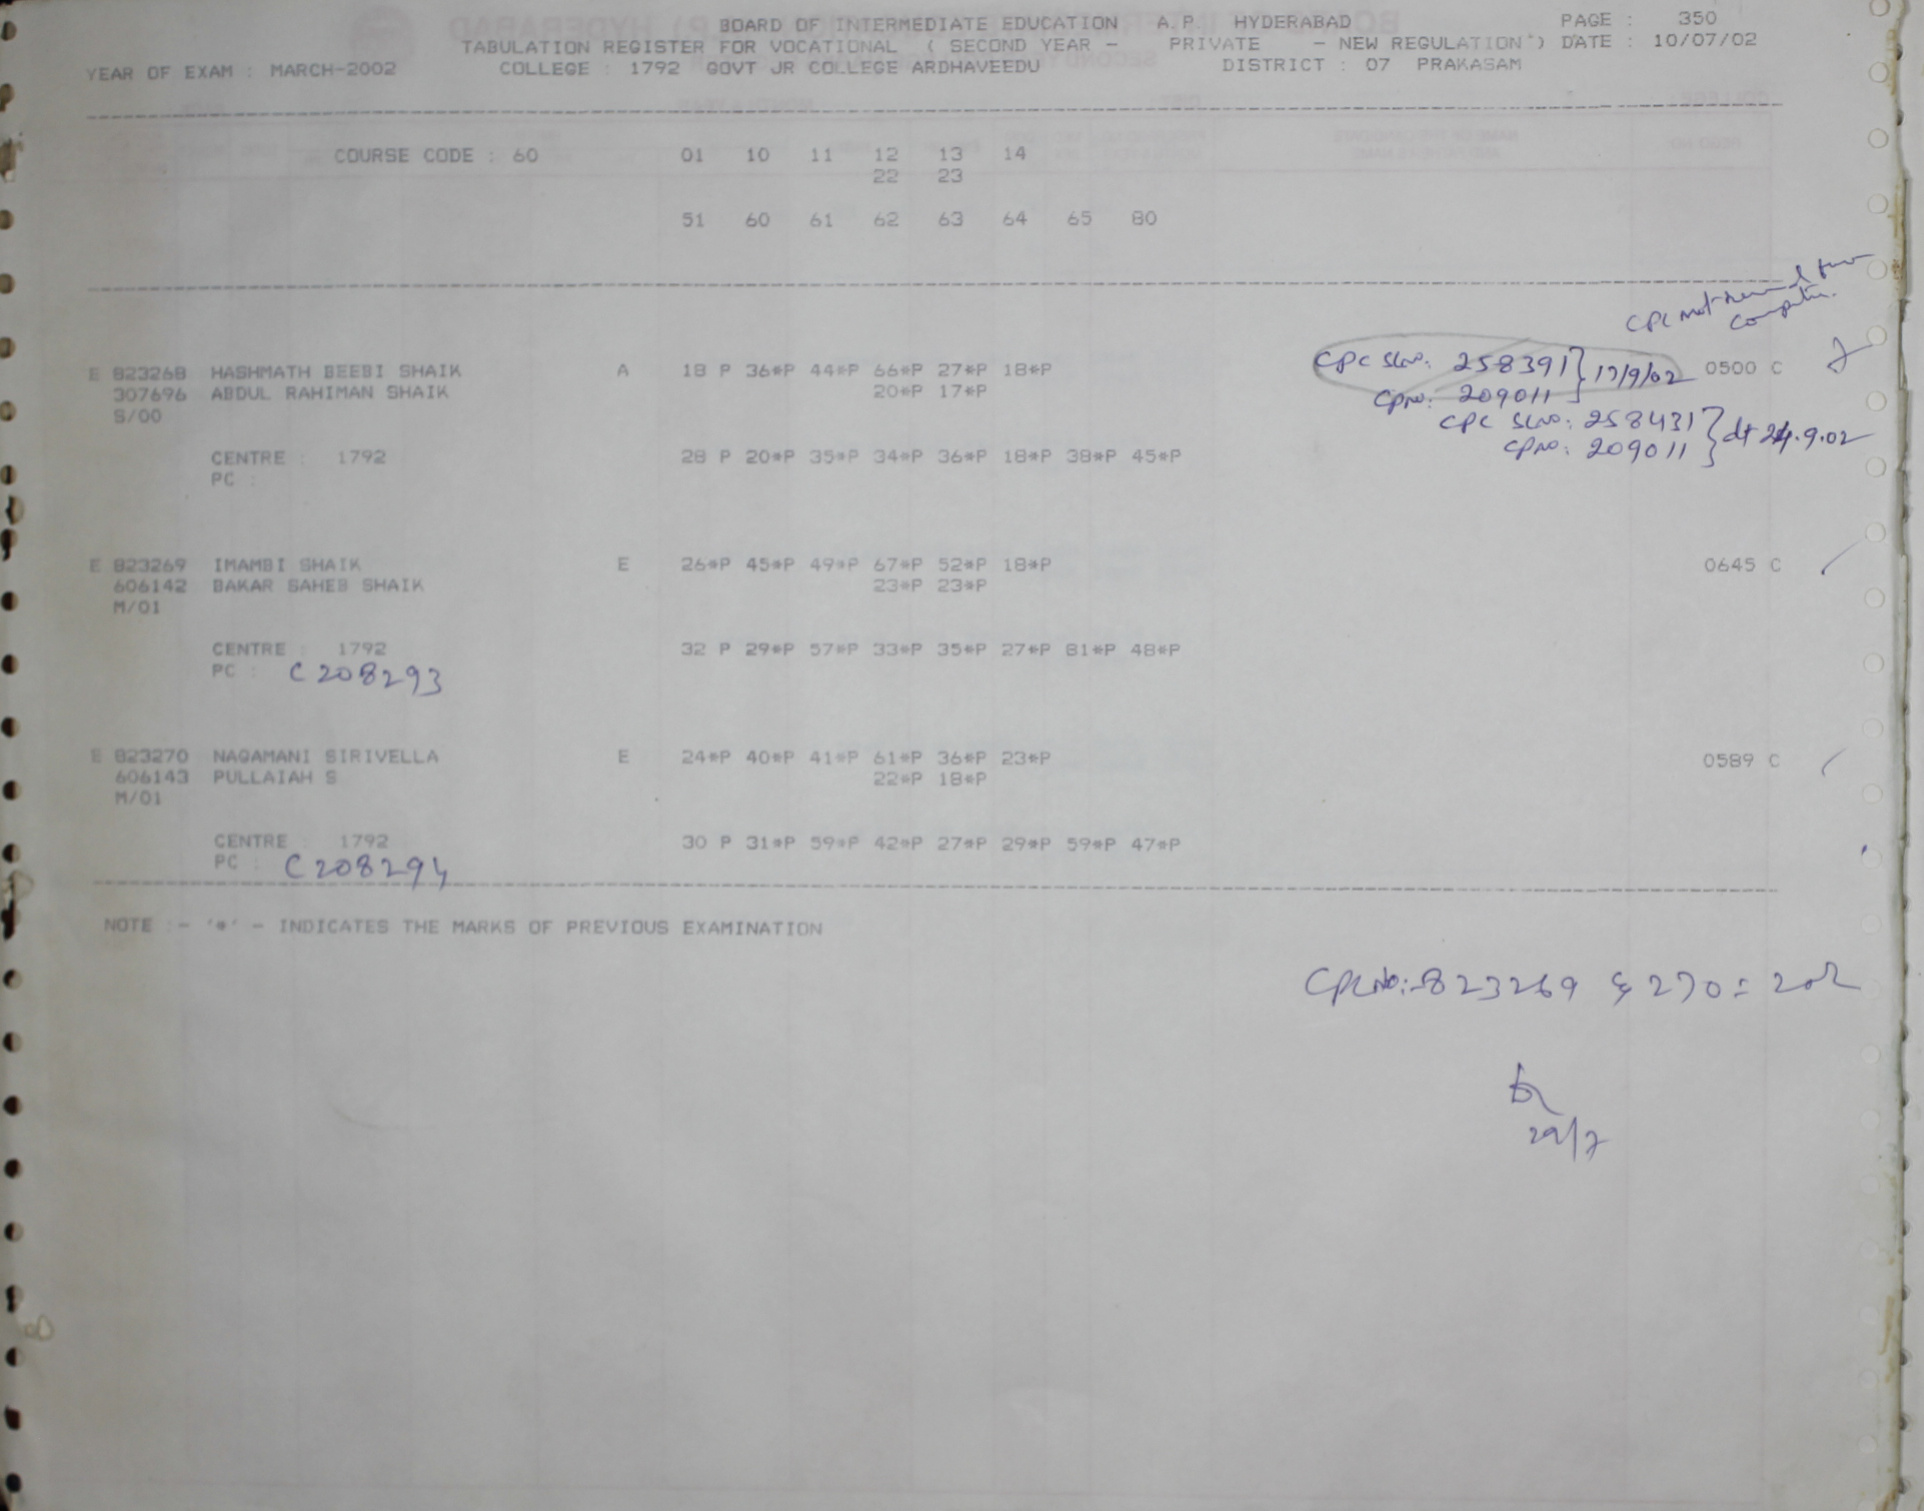 BOARD OF INTERMEDIATE EDUCATION A.P. HYDERABAD PAGE : 350
TABULATION REGISTER FOR VOCATIONAL ( SECOND YEAR - PRIVATE - NEW REGULATION ) DATE : 10/07/02
YEAR OF EXAM : MARCH-2002 COLLEGE : 1792 GOVT JR COLLEGE ARDHAVEEDU DISTRICT : 07 PRAKASAM
COURSE CODE : 60 01 10 11 12 13 14
22 23
51 60 61 62 63 64 65 80
CPC not
E 823268 HASHMATH BEEBI SHAIK A 18 P 36*P 44*P 66*P 27*P 18*P CPC Slno: 258391 } 17/9/02 0500 C
307696 ABDUL RAHIMAN SHAIK 20*P 17*P CPno: 209011
S/00 CPC Slno: 258431 } dt 24.9.02
CENTRE : 1792 28 P 20*P 35*P 34*P 36*P 18*P 38*P 45*P CPno: 209011
PC :
E 823269 IMAMBI SHAIK E 26*P 45*P 49*P 67*P 52*P 18*P 0645 C
606142 BAKAR SAHEB SHAIK 23*P 23*P
M/01
CENTRE : 1792 32 P 29*P 57*P 33*P 35*P 27*P 81*P 48*P
PC : C 208293
E 823270 NAGAMANI SIRIVELLA E 24*P 40*P 41*P 61*P 36*P 23*P 0589 C
606143 PULLAIAH S 22*P 18*P
M/01
CENTRE : 1792 30 P 31*P 59*P 42*P 27*P 29*P 59*P 47*P
PC : C 208294
NOTE :- '*' - INDICATES THE MARKS OF PREVIOUS EXAMINATION
CPC No:- 823269 & 270 =
29/7